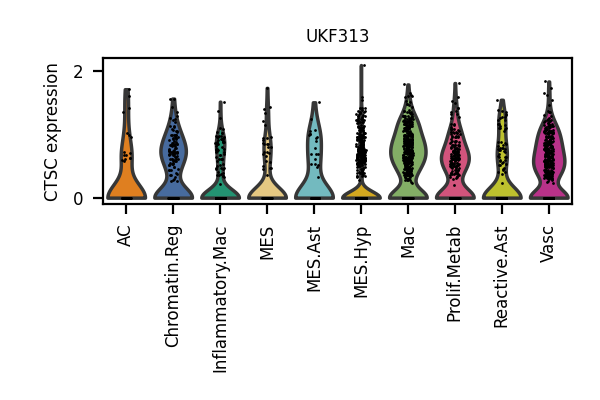 UKF313
CTSC expression
2
0
AC
Chromatin.Reg
Inflammatory.Mac
MES
MES.Ast
MES.Hyp
Mac
Prolif.Metab
Reactive.Ast
Vasc